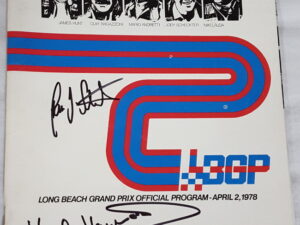 JAMES HUNT CLAY REGAZZONI MARIO ANDRETTI JODY SCHECKTER NIKI LAUDA
LBGP
LONG BEACH GRAND PRIX OFFICIAL PROGRAM - APRIL 2, 1978